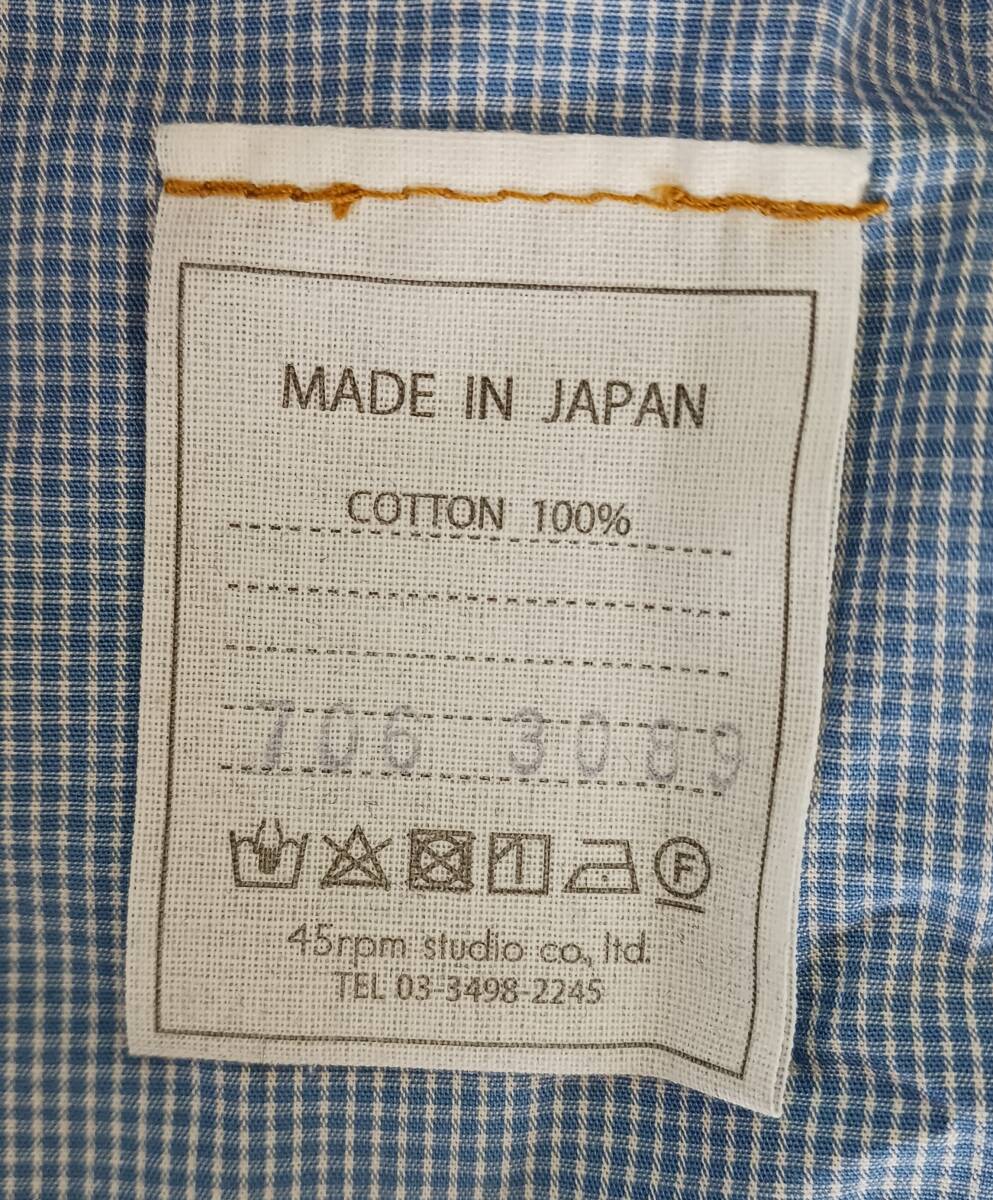 MADE IN JAPAN
COTTON 100%
706 3089
F
45rpm studio co., ltd.
TEL 03-3498-2245